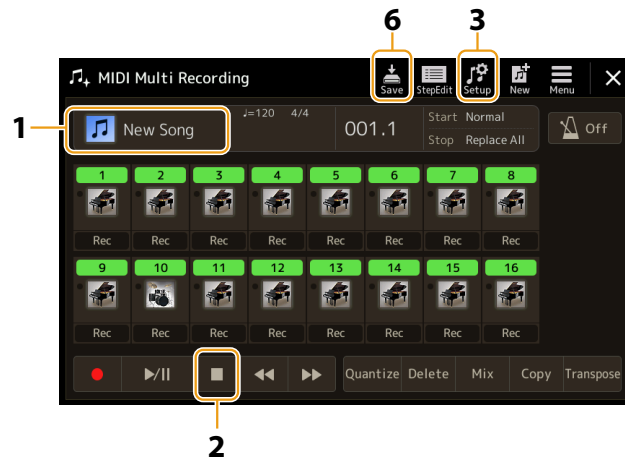 6 3
MIDI Multi Recording Save StepEdit Setup New Menu
1 New Song ♩=120 4/4 001.1 Start Normal Off
Stop Replace All
1 2 3 4 5 6 7 8
Rec Rec Rec Rec Rec Rec Rec Rec
9 10 11 12 13 14 15 16
Rec Rec Rec Rec Rec Rec Rec Rec
Quantize Delete Mix Copy Transpose
2